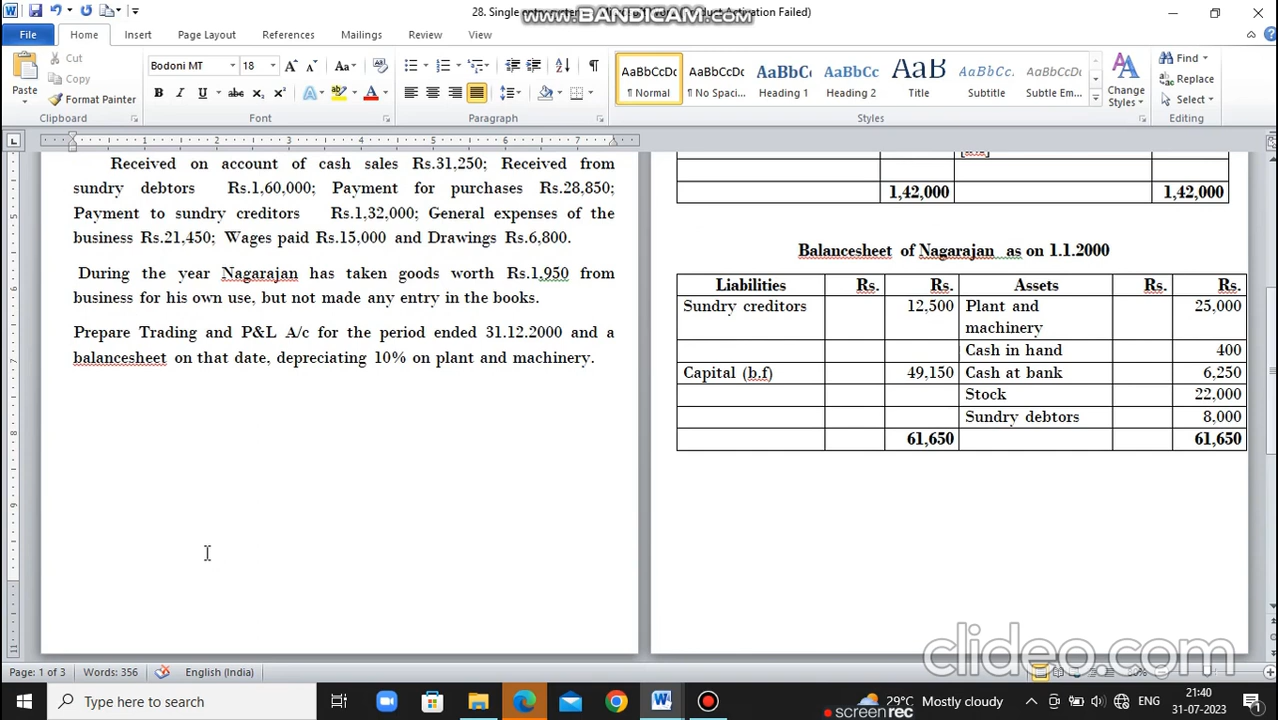 28. Single entry system
www.BANDICAM.com
duct Activation Failed)
File Home Insert Page Layout References Mailings Review View
Cut
Copy
Format Painter
Paste
Clipboard
Bodoni MT 18
Font
Paragraph
AaBbCcDc AaBbCcDc AaBbC AaBbCc AaB AaBbCc. AaBbCcDc
¶ Normal ¶ No Spaci... Heading 1 Heading 2 Title Subtitle Subtle Em...
Change Styles
Styles
Find
Replace
Select
Editing
Received on account of cash sales Rs.31,250; Received from
sundry debtors Rs.1,60,000; Payment for purchases Rs.28,850;
Payment to sundry creditors Rs.1,32,000; General expenses of the
business Rs.21,450; Wages paid Rs.15,000 and Drawings Rs.6,800.
During the year Nagarajan has taken goods worth Rs.1,950 from
business for his own use, but not made any entry in the books.
Prepare Trading and P&L A/c for the period ended 31.12.2000 and a
balancesheet on that date, depreciating 10% on plant and machinery.
1,42,000 1,42,000
Balancesheet of Nagarajan as on 1.1.2000
Liabilities Rs. Rs. Assets Rs. Rs.
Sundry creditors 12,500 Plant and machinery 25,000
Cash in hand 400
Capital (b.f) 49,150 Cash at bank 6,250
Stock 22,000
Sundry debtors 8,000
61,650 61,650
clideo.com
Page: 1 of 3 Words: 356 English (India)
Type here to search
29°C Mostly cloudy
ENG
21:40
31-07-2023
screen rec